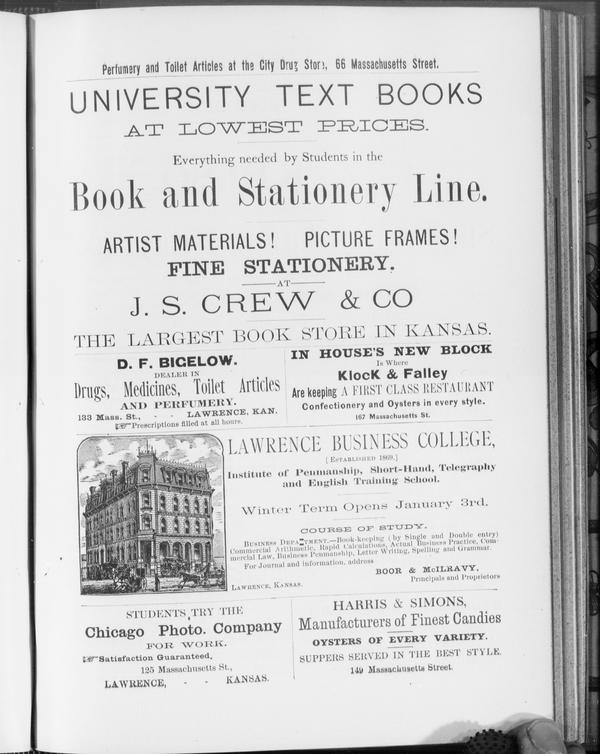 Perfumery and Toilet Articles at the City Drug Store, 66 Massachusetts Street.
UNIVERSITY TEXT BOOKS
AT LOWEST PRICES.
Everything needed by Students in the
Book and Stationery Line.
ARTIST MATERIALS! PICTURE FRAMES!
FINE STATIONERY.
AT
J. S. CREW & CO
THE LARGEST BOOK STORE IN KANSAS.
D. F. BIGELOW.
DEALER IN
Drugs, Medicines, Toilet Articles
AND PERFUMERY.
133 Mass. St., - - LAWRENCE, KAN.
☞Prescriptions filled at all hours.
IN HOUSE'S NEW BLOCK
Is Where
Klock & Falley
Are keeping A FIRST CLASS RESTAURANT
Confectionery and Oysters in every style.
167 Massachusetts St.
LAWRENCE BUSINESS COLLEGE,
[ESTABLISHED 1869.]
Institute of Penmanship, Short-Hand, Telegraphy
and English Training School.
Winter Term Opens January 3rd.
COURSE OF STUDY.
BUSINESS DEPARTMENT.—Book-keeping (by Single and Double entry)
Commercial Arithmetic, Rapid Calculations, Actual Business Practice, Com-
mercial Law, Business Penmanship, Letter Writing, Spelling and Grammar.
For Journal and information, address
BOOR & McILRAVY,
LAWRENCE, KANSAS. Principals and Proprietors
STUDENTS, TRY THE
Chicago Photo. Company
FOR WORK.
☞Satisfaction Guaranteed.
125 Massachusetts St.,
LAWRENCE, - - KANSAS.
HARRIS & SIMONS,
Manufacturers of Finest Candies
OYSTERS OF EVERY VARIETY.
SUPPERS SERVED IN THE BEST STYLE.
149 Massachusetts Street.